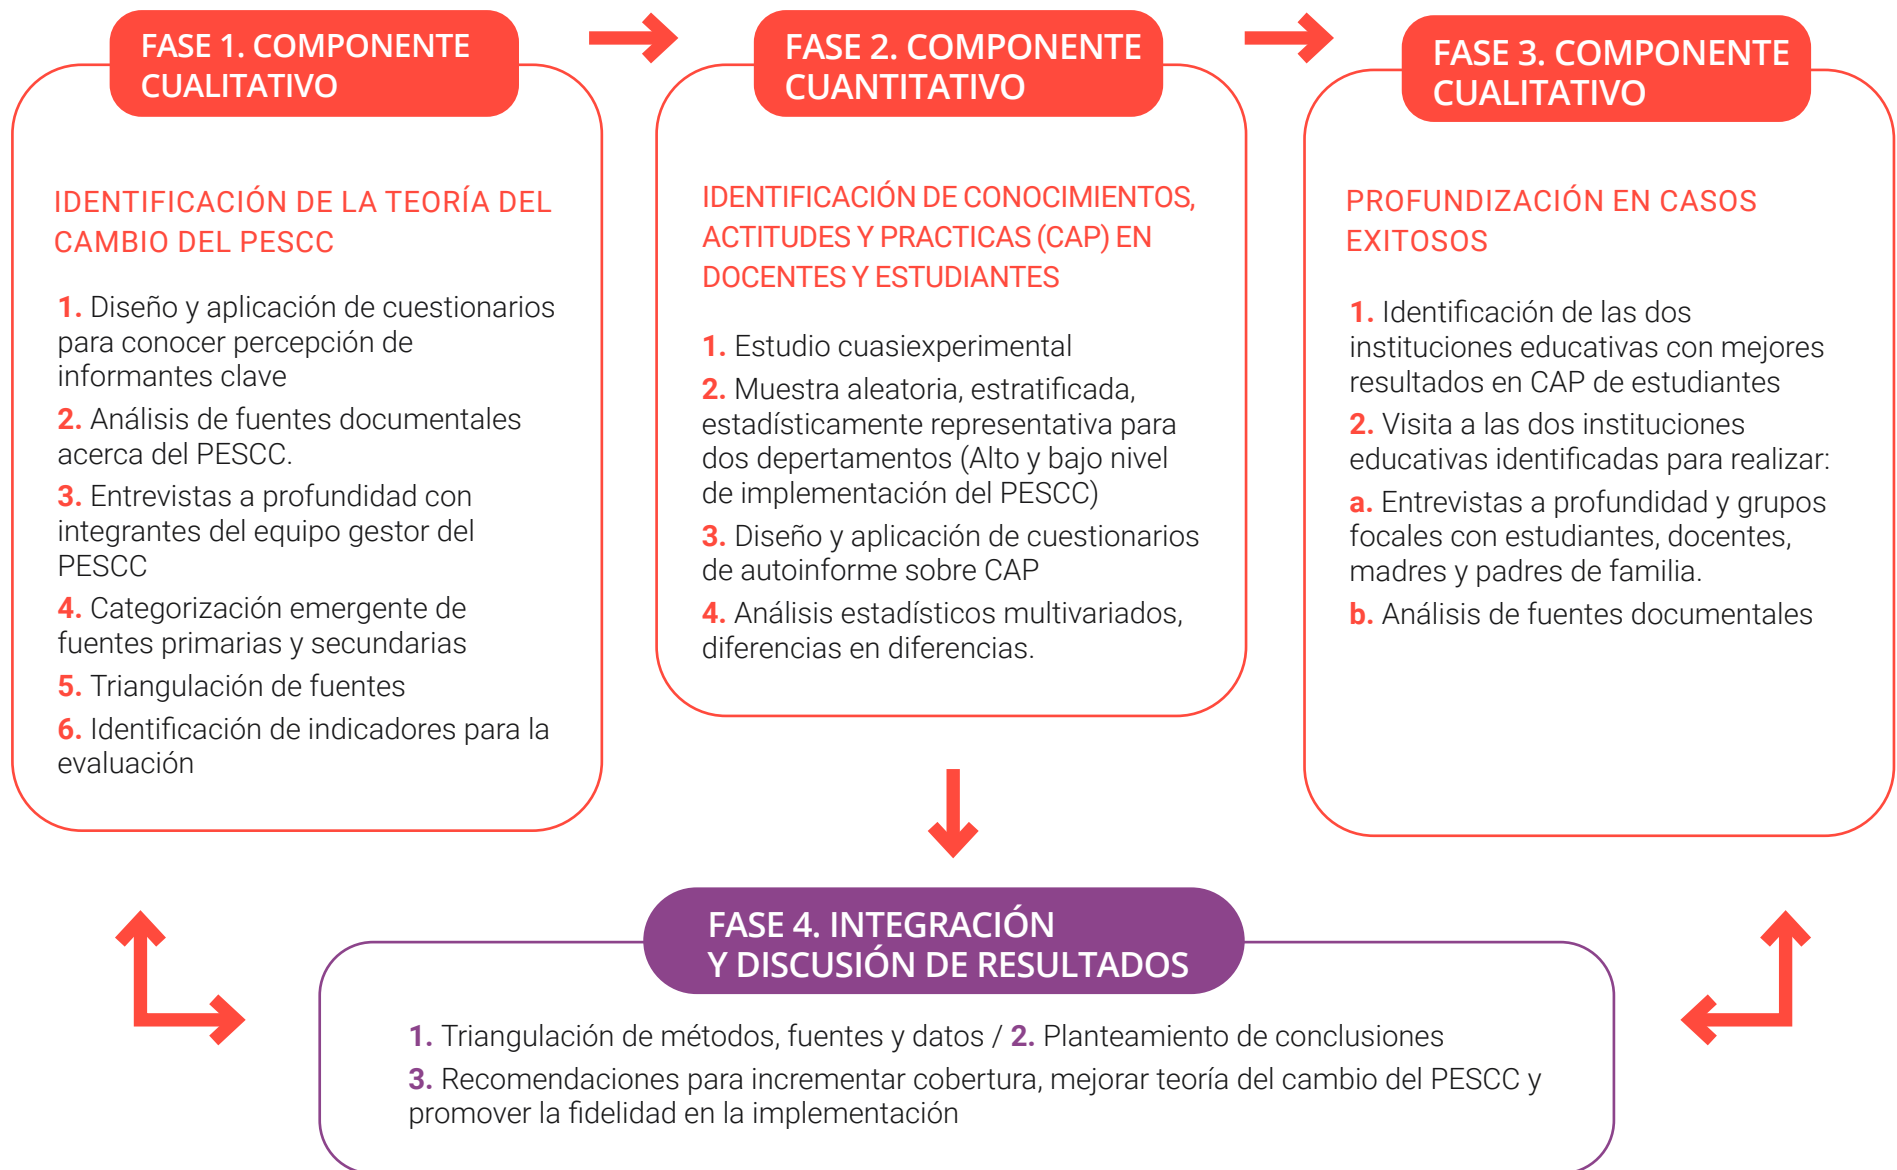 FASE 1. COMPONENTE
CUALITATIVO
IDENTIFICACIÓN DE LA TEORÍA DEL
CAMBIO DEL PESCC
1. Diseño y aplicación de cuestionarios
para conocer percepción de
informantes clave
2. Análisis de fuentes documentales
acerca del PESCC.
3. Entrevistas a profundidad con
integrantes del equipo gestor del
PESCC
4. Categorización emergente de
fuentes primarias y secundarias
5. Triangulación de fuentes
6. Identificación de indicadores para la
evaluación
FASE 2. COMPONENTE
CUANTITATIVO
IDENTIFICACIÓN DE CONOCIMIENTOS,
ACTITUDES Y PRACTICAS (CAP) EN
DOCENTES Y ESTUDIANTES
1. Estudio cuasiexperimental
2. Muestra aleatoria, estratificada,
estadísticamente representativa para
dos depertamentos (Alto y bajo nivel
de implementación del PESCC)
3. Diseño y aplicación de cuestionarios
de autoinforme sobre CAP
4. Análisis estadísticos multivariados,
diferencias en diferencias.
FASE 3. COMPONENTE
CUALITATIVO
PROFUNDIZACIÓN EN CASOS
EXITOSOS
1. Identificación de las dos
instituciones educativas con mejores
resultados en CAP de estudiantes
2. Visita a las dos instituciones
educativas identificadas para realizar:
a. Entrevistas a profundidad y grupos
focales con estudiantes, docentes,
madres y padres de familia.
b. Análisis de fuentes documentales
FASE 4. INTEGRACIÓN
Y DISCUSIÓN DE RESULTADOS
1. Triangulación de métodos, fuentes y datos / 2. Planteamiento de conclusiones
3. Recomendaciones para incrementar cobertura, mejorar teoría del cambio del PESCC y
promover la fidelidad en la implementación